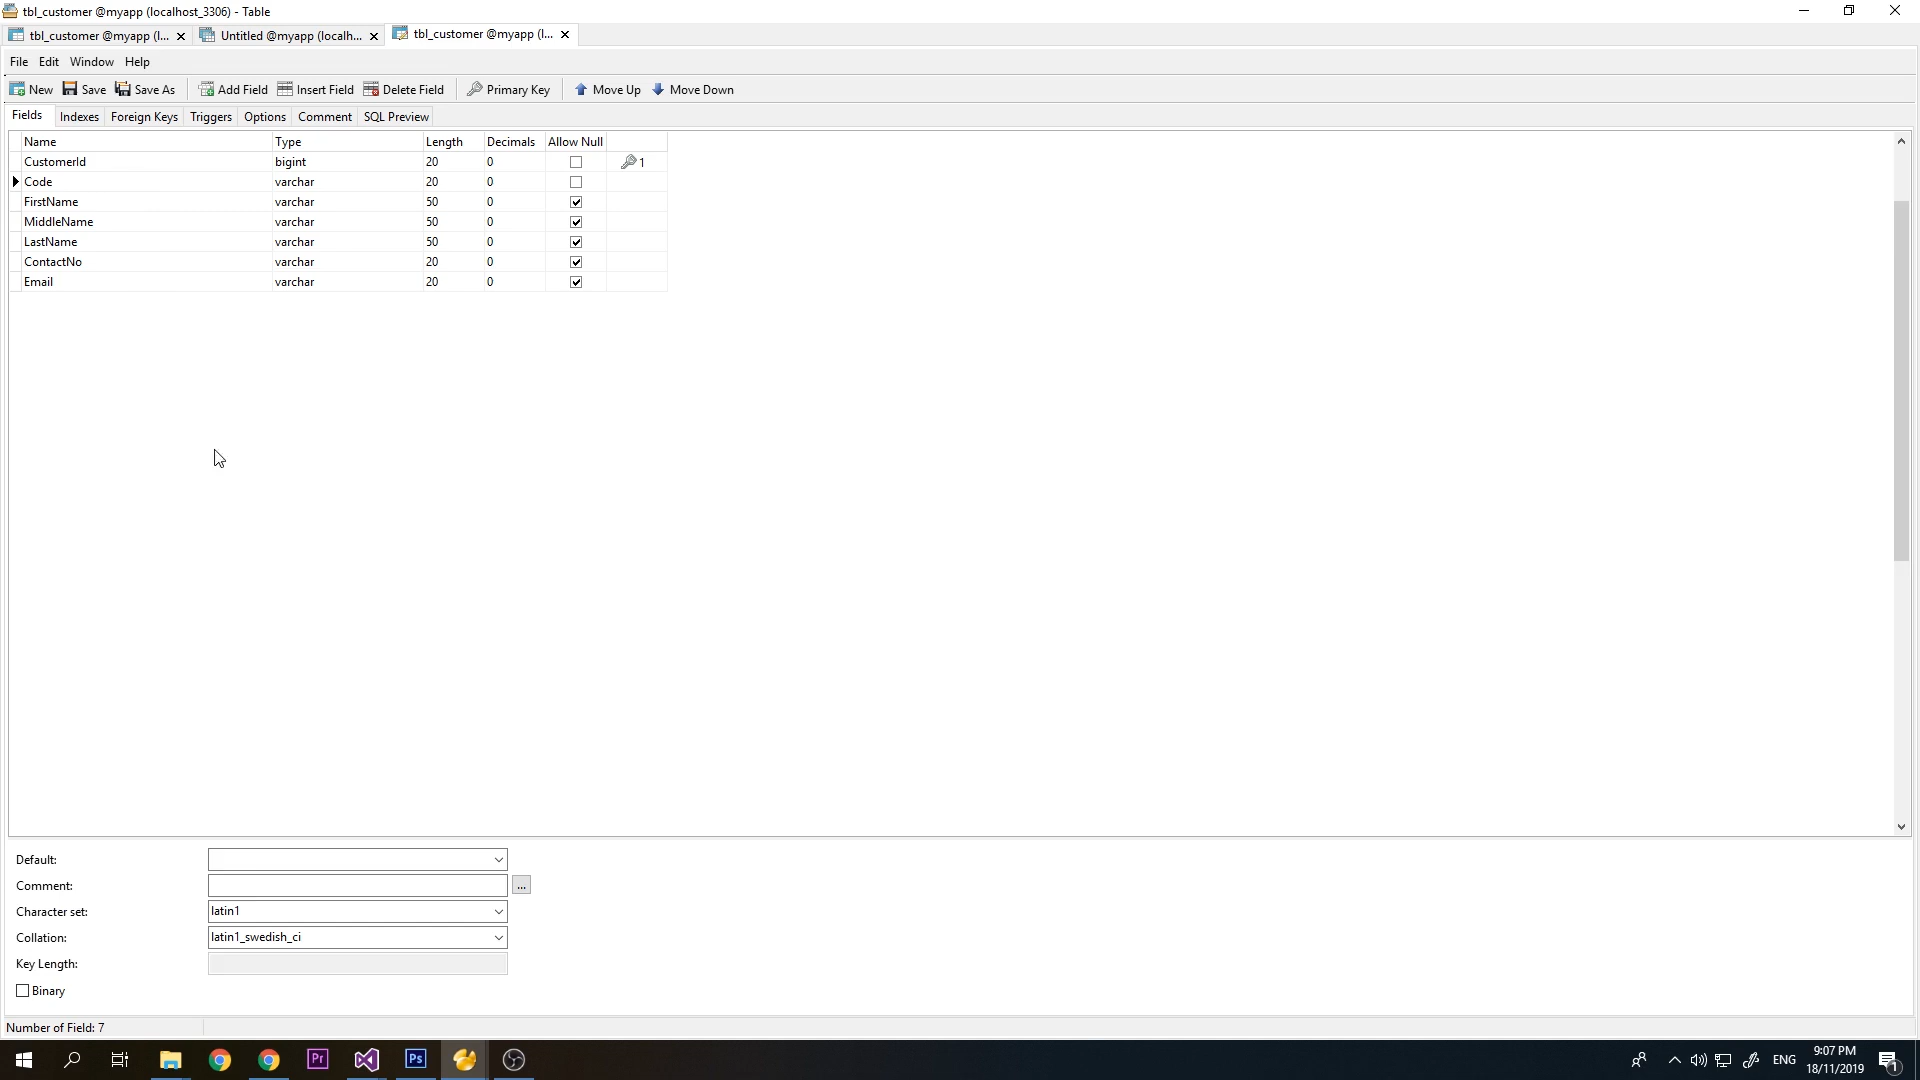 tbl_customer @myapp (localhost_3306) - Table
tbl_customer @myapp (l... Untitled @myapp (localh... tbl_customer @myapp (l...
File Edit Window Help
New Save Save As Add Field Insert Field Delete Field Primary Key Move Up Move Down
Fields Indexes Foreign Keys Triggers Options Comment SQL Preview
Name Type Length Decimals Allow Null
CustomerId bigint 20 0 1
Code varchar 20 0
FirstName varchar 50 0
MiddleName varchar 50 0
LastName varchar 50 0
ContactNo varchar 20 0
Email varchar 20 0
Default:
Comment: ...
Character set: latin1
Collation: latin1_swedish_ci
Key Length:
Binary
Number of Field: 7
Pr Ps ENG 9:07 PM
18/11/2019 1